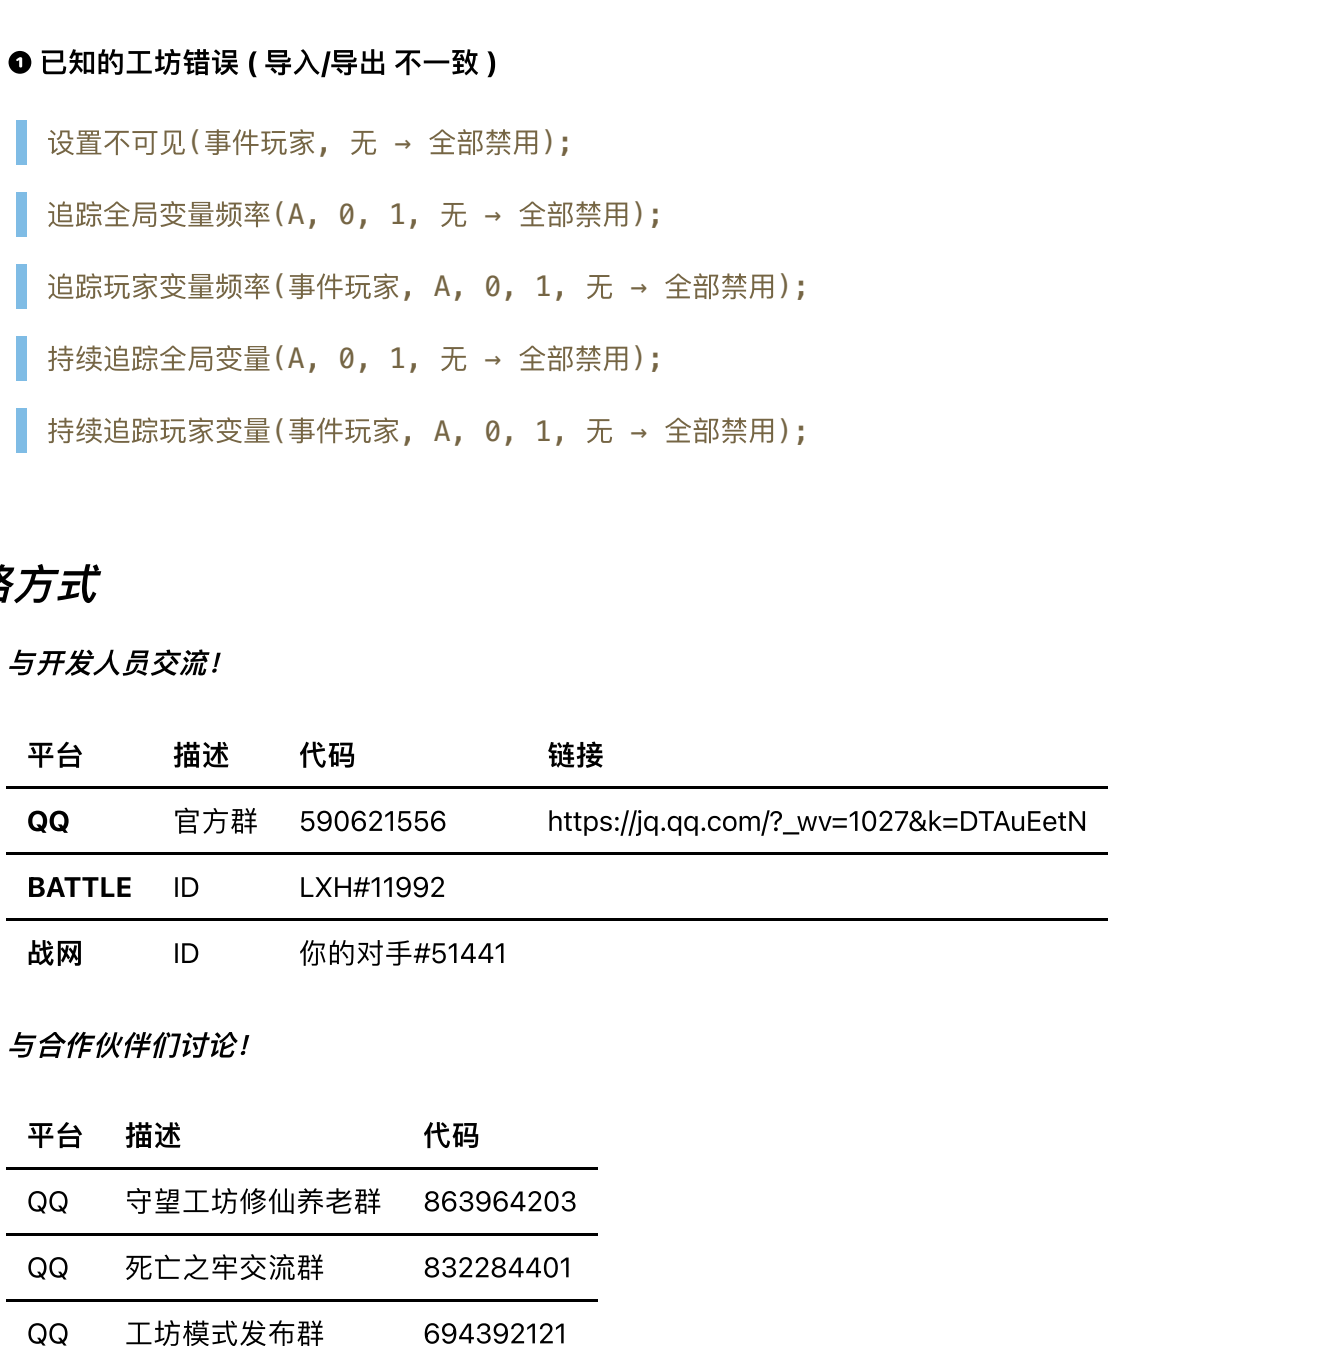 ❶ 已知的工坊错误 ( 导入/导出 不一致 )
设置不可见(事件玩家, 无 → 全部禁用);
追踪全局变量频率(A, 0, 1, 无 → 全部禁用);
追踪玩家变量频率(事件玩家, A, 0, 1, 无 → 全部禁用);
持续追踪全局变量(A, 0, 1, 无 → 全部禁用);
持续追踪玩家变量(事件玩家, A, 0, 1, 无 → 全部禁用);
方式
与开发人员交流！
平台 描述 代码 链接
QQ 官方群 590621556 https://jq.qq.com/?_wv=1027&k=DTAuEetN
BATTLE ID LXH#11992
战网 ID 你的对手#51441
与合作伙伴们讨论！
平台 描述 代码
QQ 守望工坊修仙养老群 863964203
QQ 死亡之牢交流群 832284401
QQ 工坊模式发布群 694392121